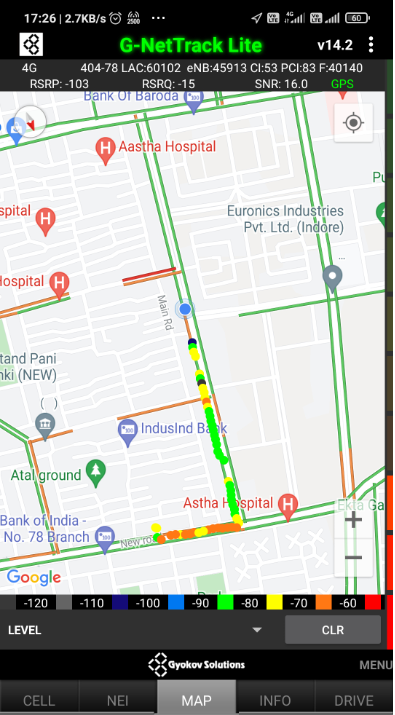 17:26 | 2.7KB/s
VO LTE 4G VO LTE 60
G-NetTrack Lite v14.2
4G 404-78 LAC:60102 eNB:45913 CI:53 PCI:83 F:40140
RSRP: -103 RSRQ: -15 SNR: 16.0 GPS
Bank Of Baroda
Aastha Hospital
spital
Pu
Euronics Industries
Pvt. Ltd. (Indore)
Hospital
Main Rd
tand Pani
nki (NEW)
IndusInd Bank
Atal ground
Astha Hospital
Ekta Ga
Bank of India -
No. 78 Branch
New ro
Google
-120 -110 -100 -90 -80 -70 -60
LEVEL CLR
Gyokov Solutions MENU
CELL NEI MAP INFO DRIVE